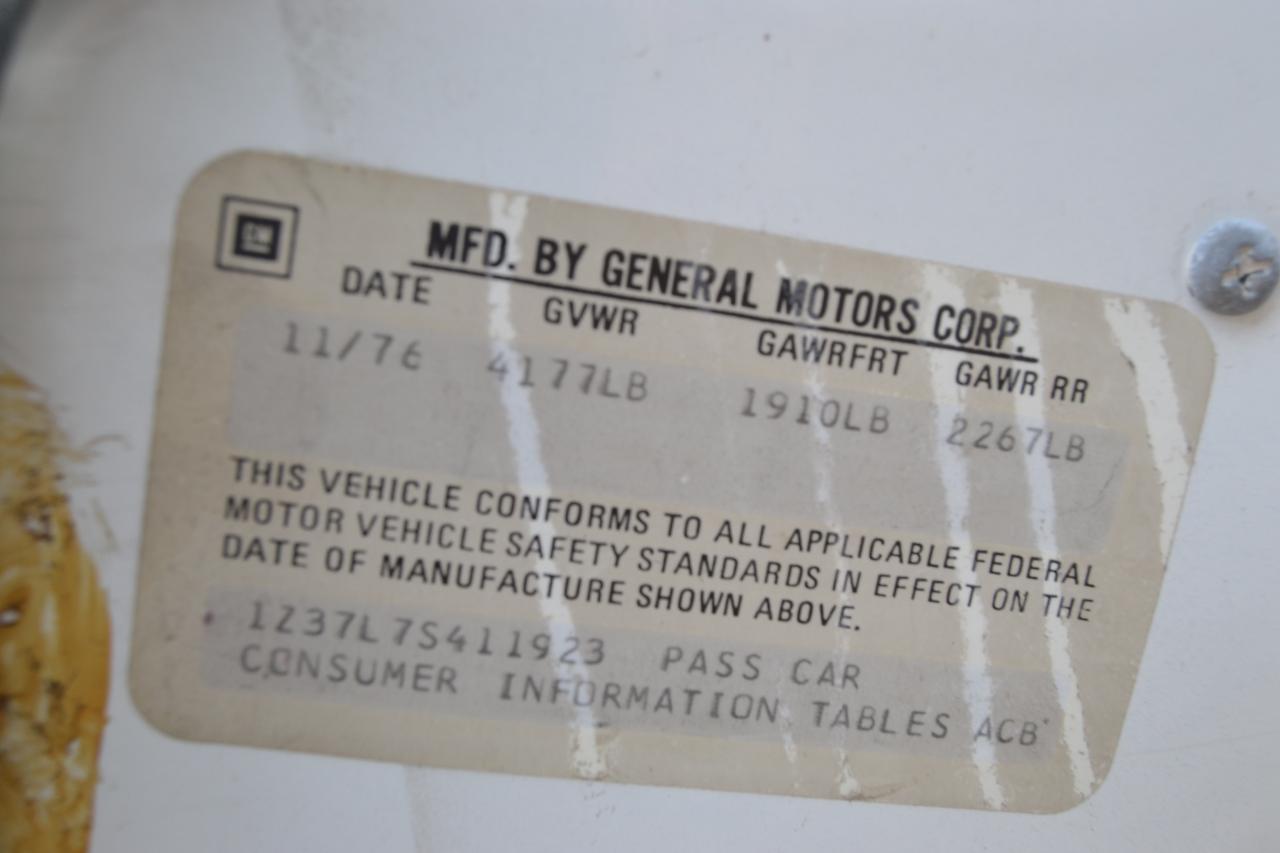 GM
MFD. BY GENERAL MOTORS CORP.
DATE GVWR GAWRFRT GAWR RR
11/76 4177LB 1910LB 2267LB
THIS VEHICLE CONFORMS TO ALL APPLICABLE FEDERAL
MOTOR VEHICLE SAFETY STANDARDS IN EFFECT ON THE
DATE OF MANUFACTURE SHOWN ABOVE.
1Z37L7S411923 PASS CAR
CONSUMER INFORMATION TABLES ACB